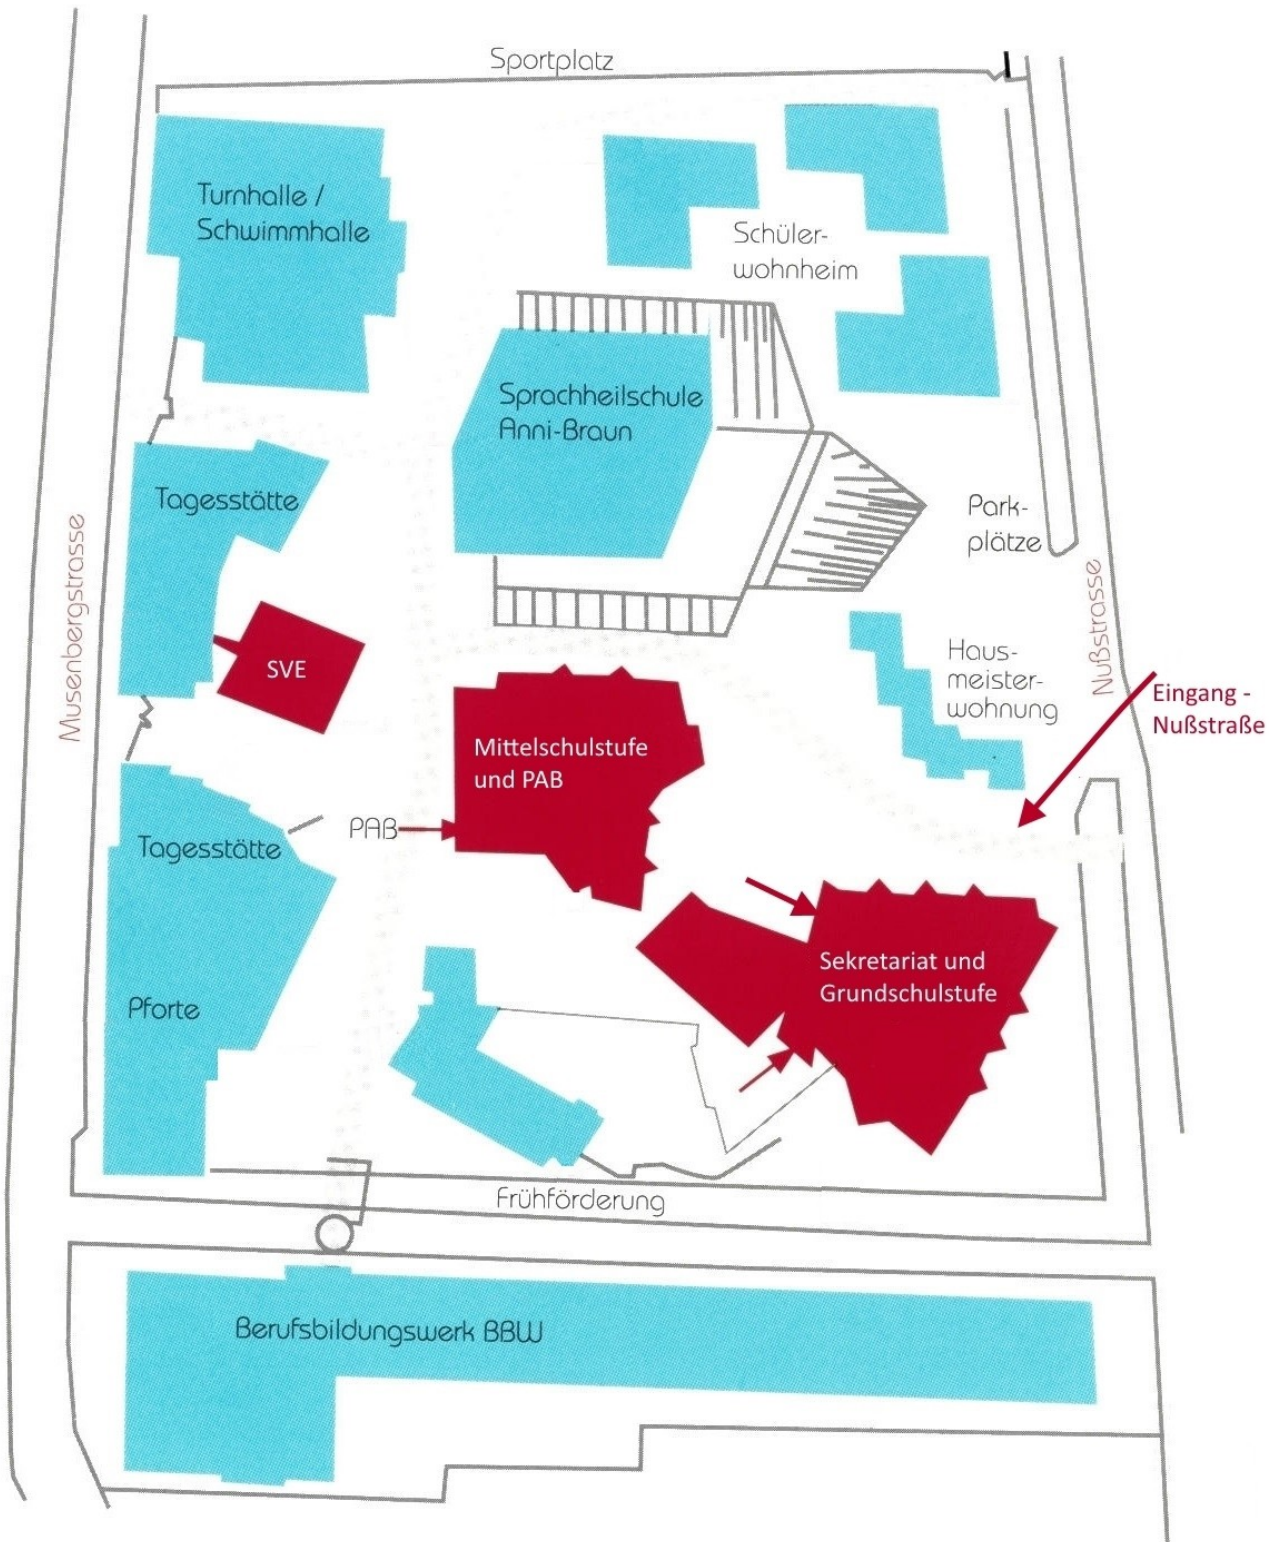 Sportplatz
Turnhalle /
Schwimmhalle
Schüler-
wohnheim
Sprachheilschule
Anni-Braun
Tagesstätte
Park-
plätze
Musenbergstrasse
Nußstrasse
SVE
Haus-
meister-
wohnung
Eingang -
Nußstraße
Mittelschulstufe
und PAB
PAB
Tagesstätte
Sekretariat und
Grundschulstufe
Pforte
Frühförderung
Berufsbildungswerk BBW